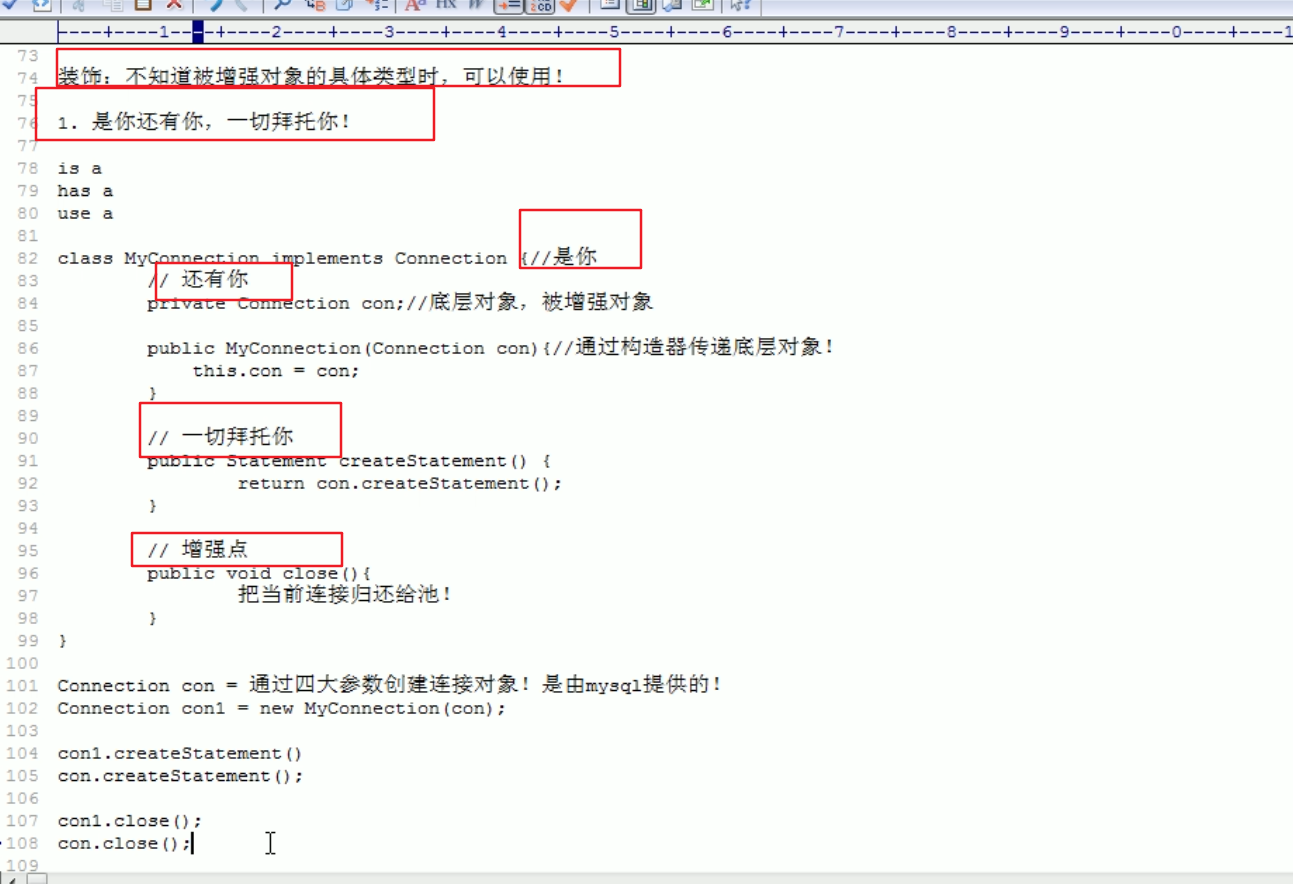 ----+----1----+----2----+----3----+----4----+----5----+----6----+----7----+----8----+----9----+----0----+----1
73
74 装饰：不知道被增强对象的具体类型时，可以使用！
75
76 1. 是你还有你，一切拜托你！
77
78 is a
79 has a
80 use a
81
82 class MyConnection implements Connection {//是你
83 // 还有你
84 private Connection con;//底层对象，被增强对象
85
86 public MyConnection(Connection con){//通过构造器传递底层对象！
87 this.con = con;
88 }
89
90 // 一切拜托你
91 public Statement createStatement() {
92 return con.createStatement();
93 }
94
95 // 增强点
96 public void close(){
97 把当前连接归还给池！
98 }
99 }
100
101 Connection con = 通过四大参数创建连接对象！是由mysql提供的！
102 Connection con1 = new MyConnection(con);
103
104 con1.createStatement()
105 con.createStatement();
106
107 con1.close();
108 con.close();
109